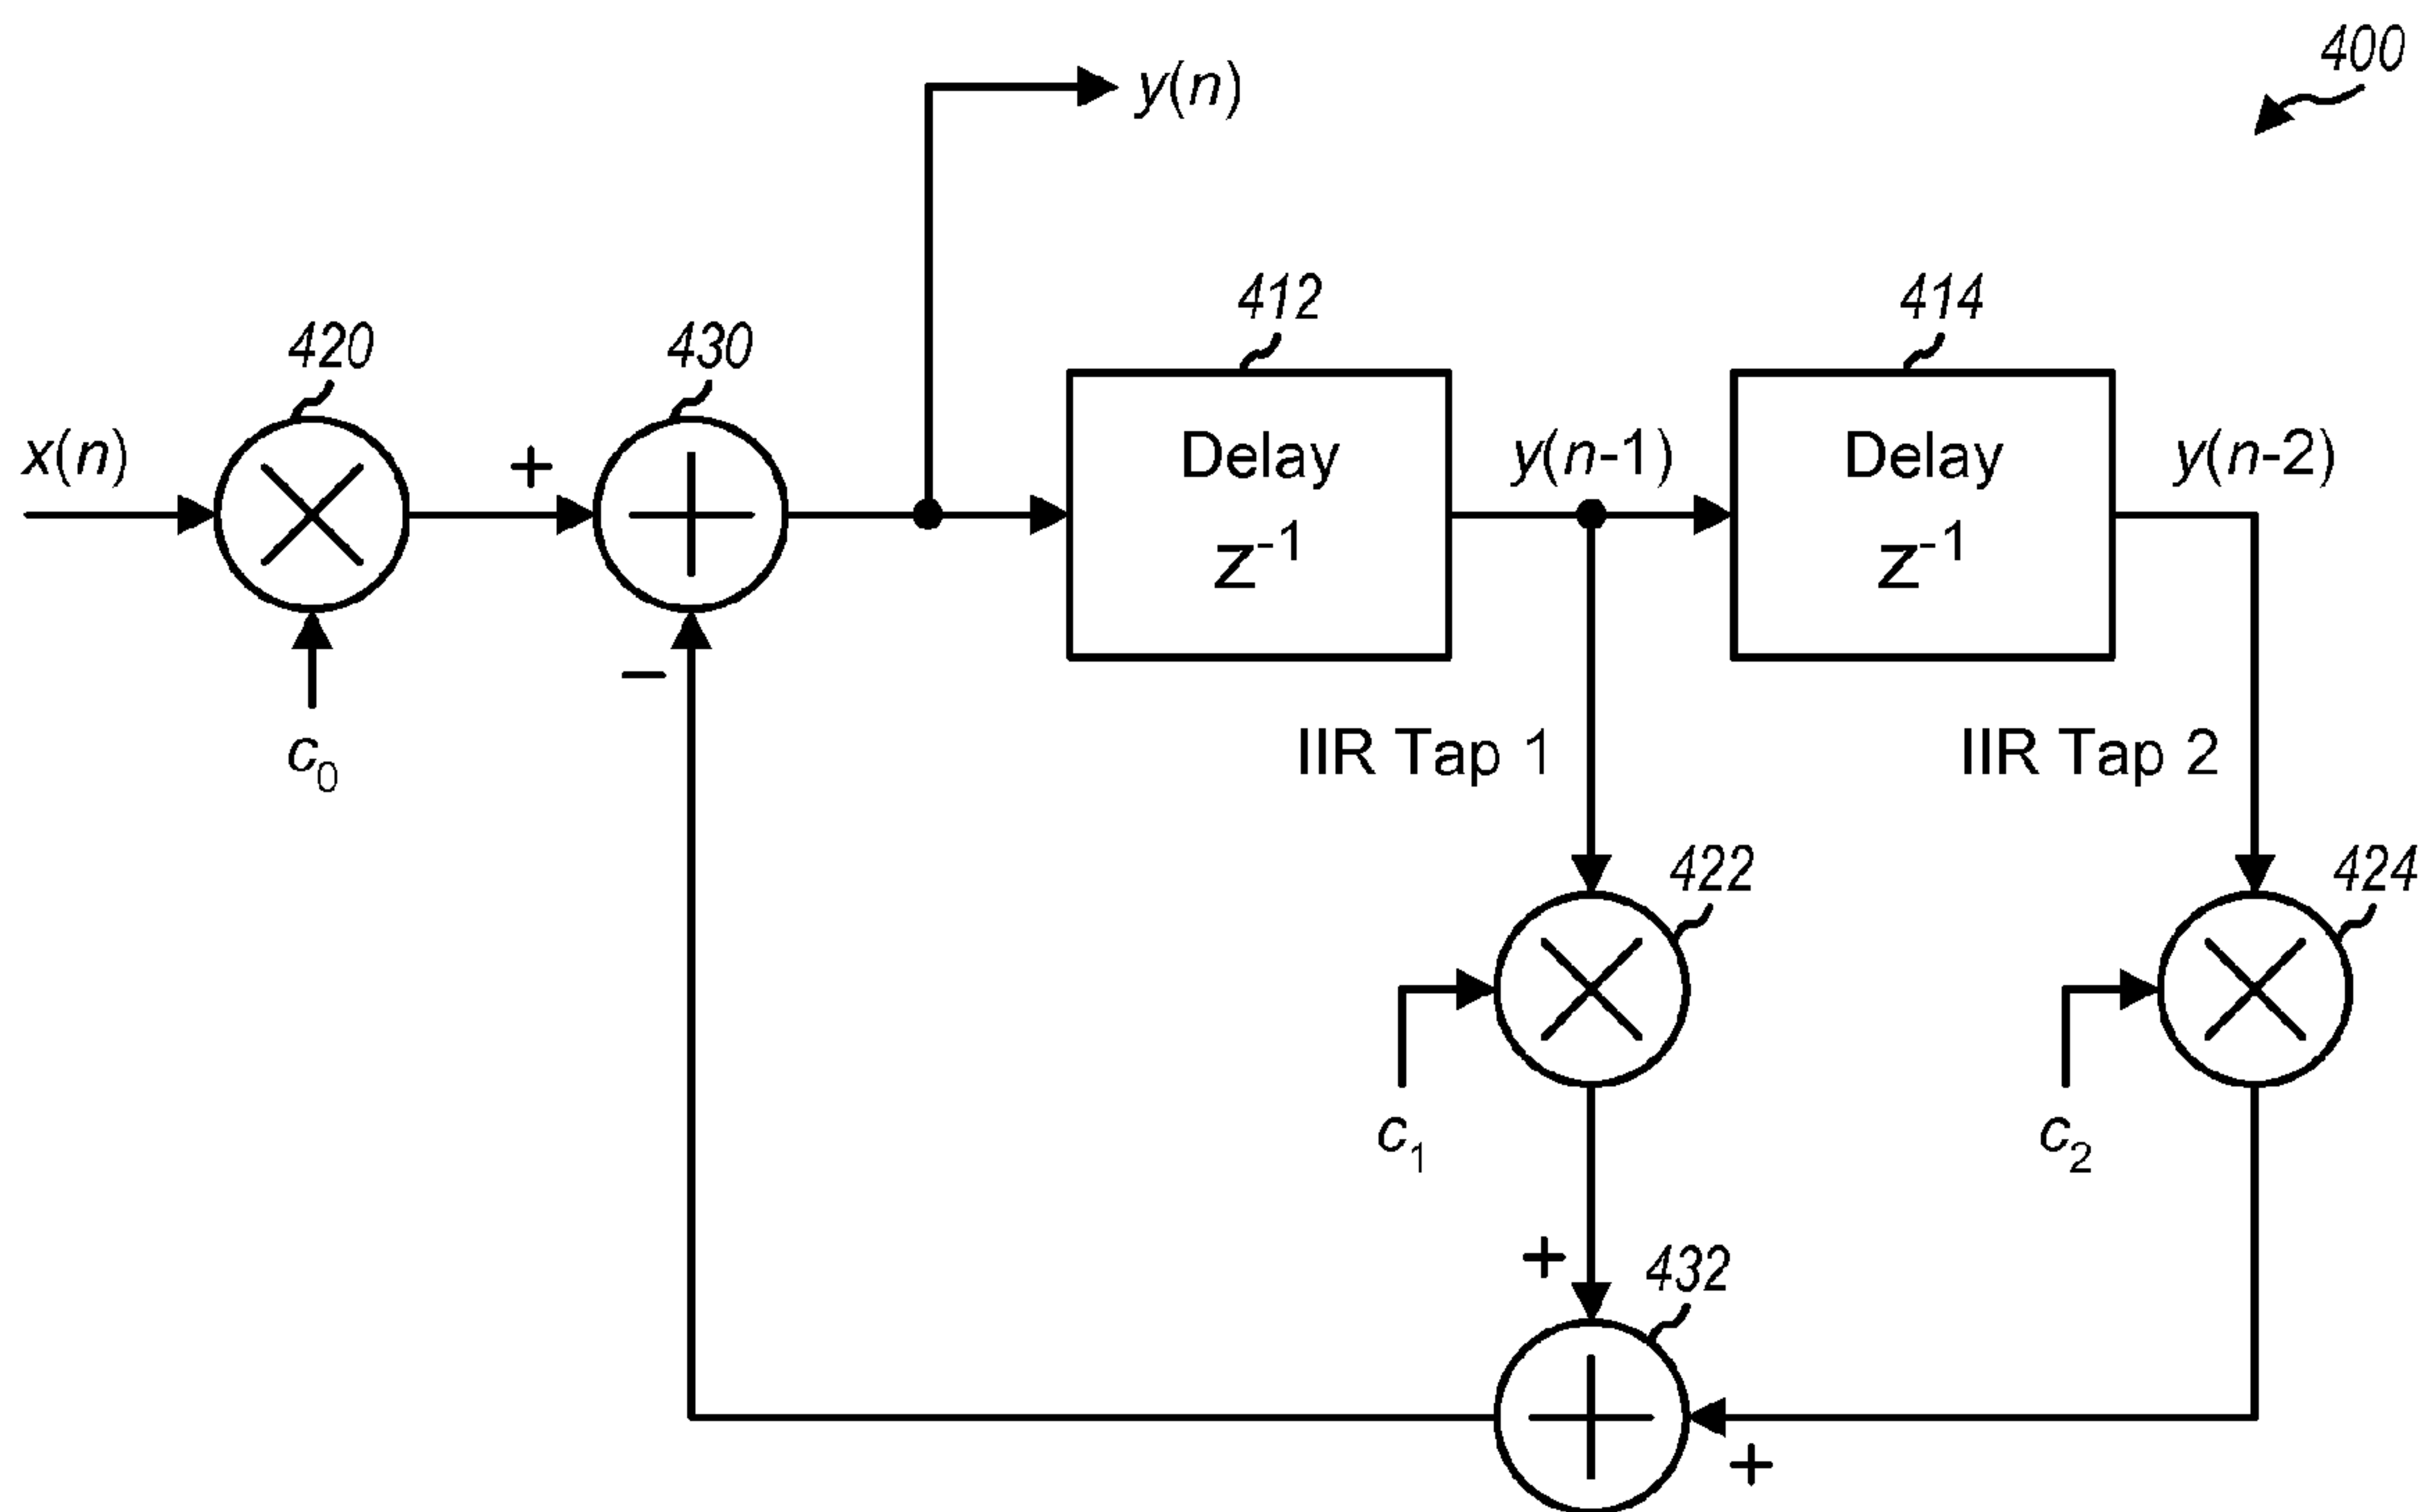 400
y(n)
412
414
420
430
x(n)
+
Delay
z⁻¹
y(n-1)
Delay
z⁻¹
y(n-2)
−
c₀
IIR Tap 1
IIR Tap 2
422
424
c₁
c₂
+
432
+